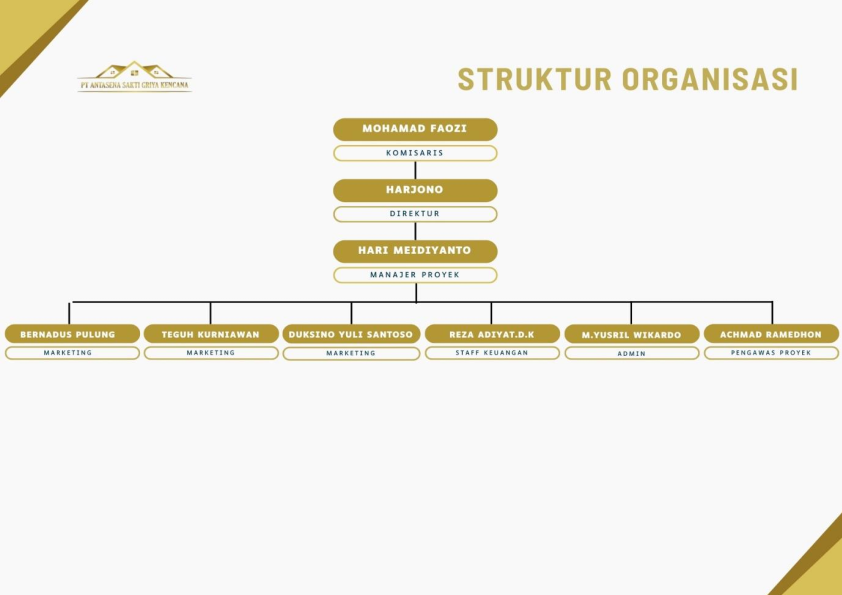 PT ANTASENA SAKTI GRIYA KENCANA
STRUKTUR ORGANISASI
MOHAMAD FAOZI
KOMISARIS
HARJONO
DIREKTUR
HARI MEIDIYANTO
MANAJER PROYEK
BERNADUS PULUNG
MARKETING
TEGUH KURNIAWAN
MARKETING
DUKSINO YULI SANTOSO
MARKETING
REZA ADIYAT.D.K
STAFF KEUANGAN
M.YUSRIL WIKARDO
ADMIN
ACHMAD RAMEDHON
PENGAWAS PROYEK